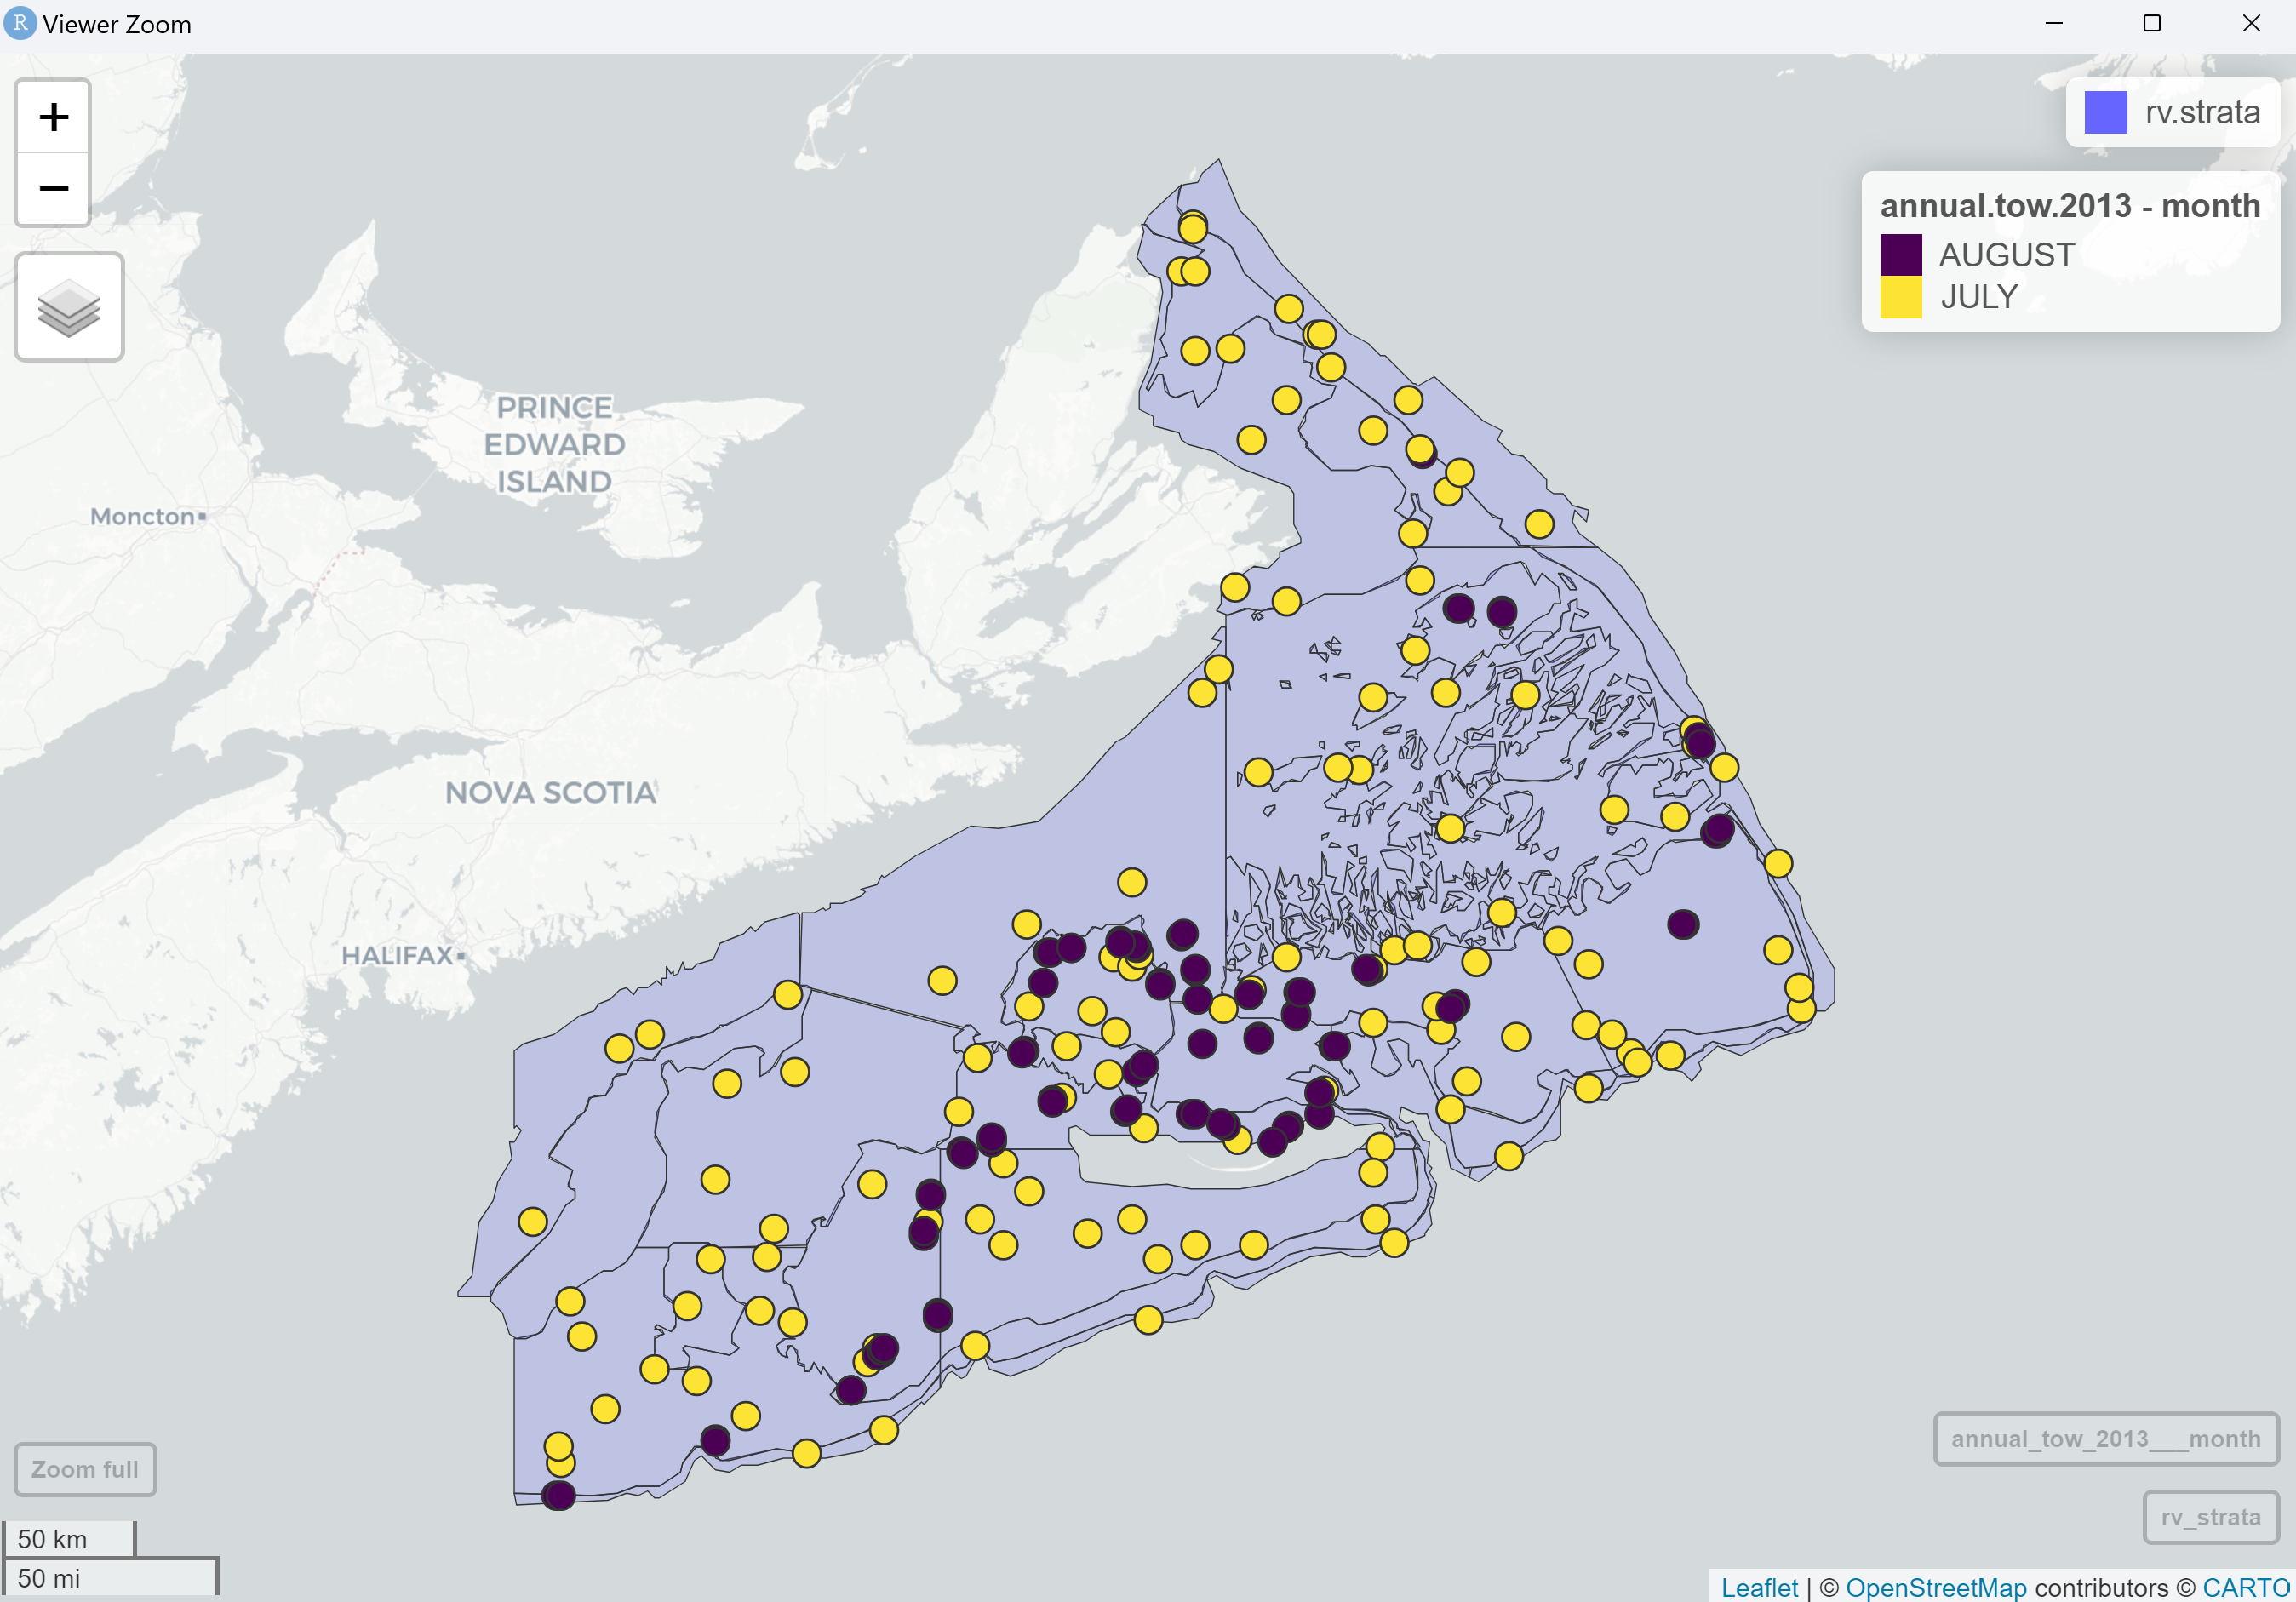 R Viewer Zoom
+
−
rv.strata
annual.tow.2013 - month
AUGUST
JULY
PRINCE
EDWARD
ISLAND
Moncton
NOVA SCOTIA
HALIFAX
Zoom full
annual_tow_2013___month
rv_strata
50 km
50 mi
Leaflet | © OpenStreetMap contributors © CARTO